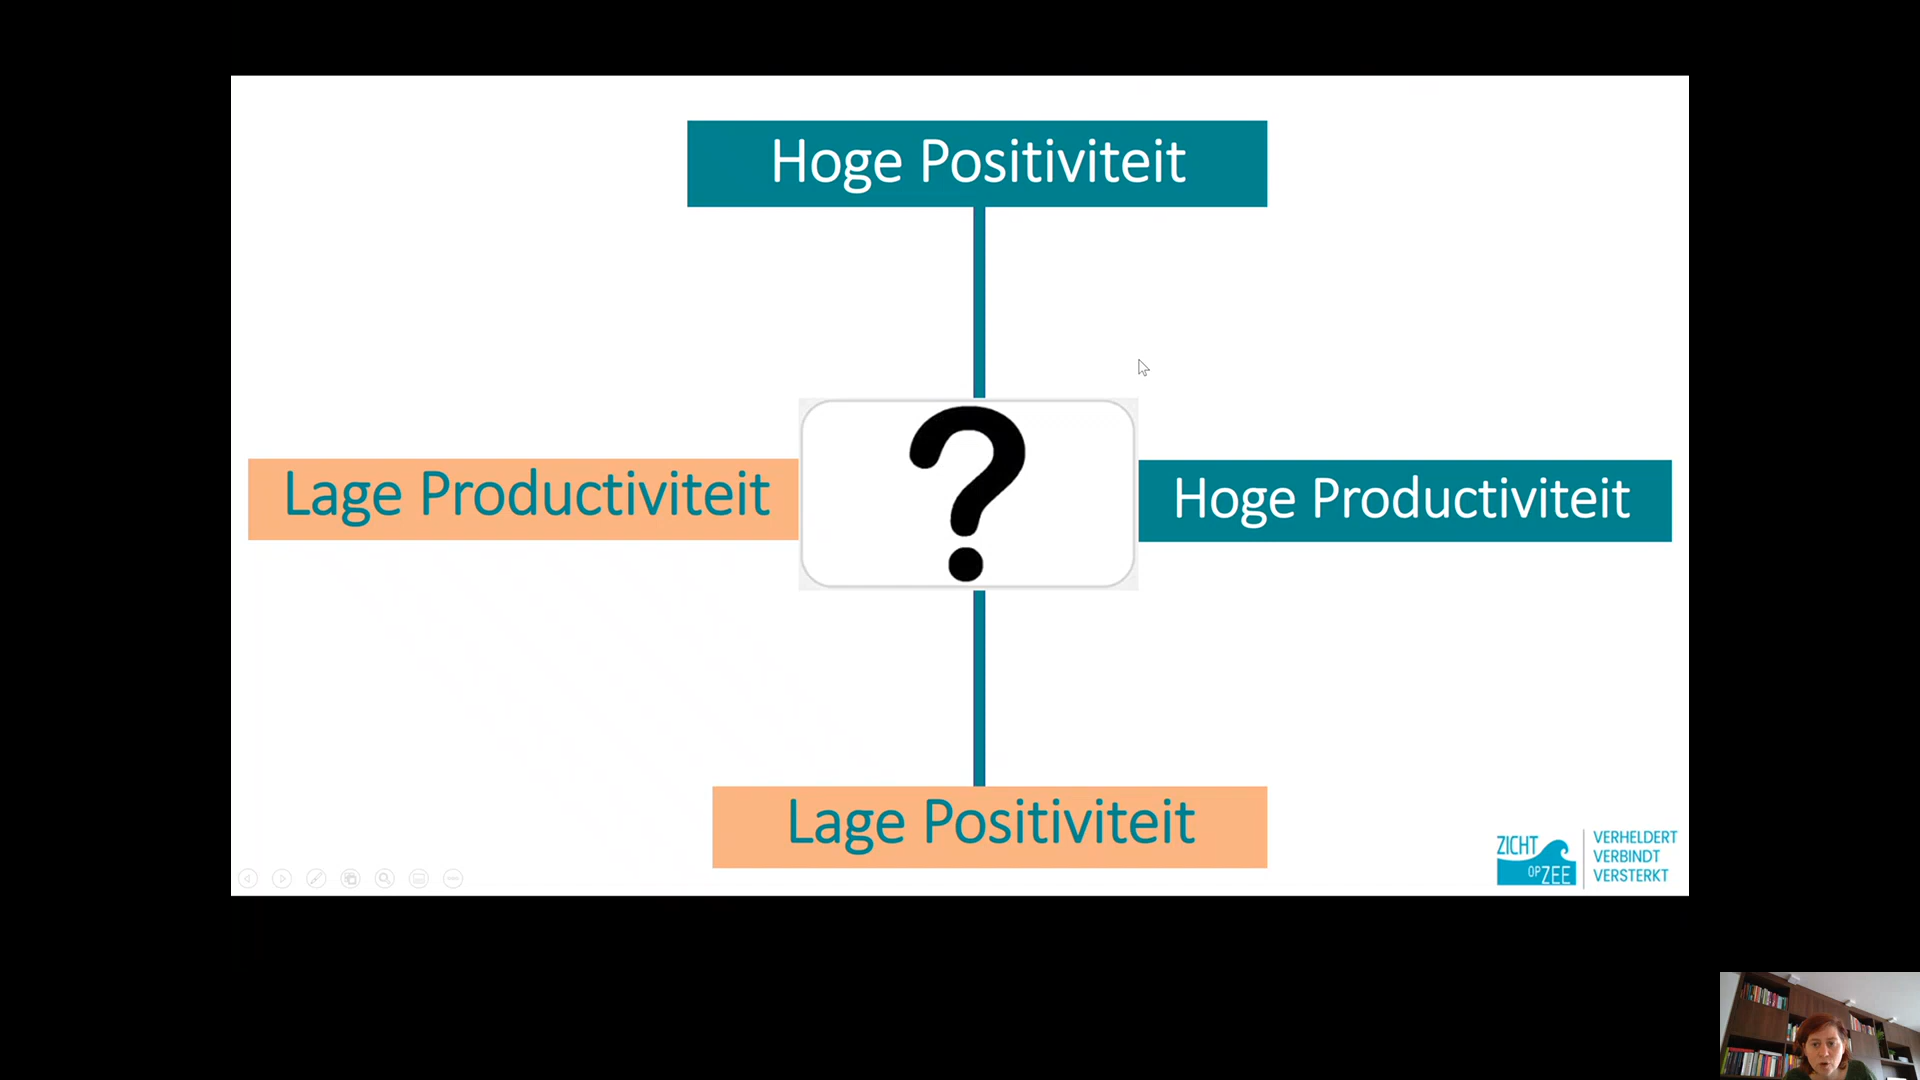 Hoge Positiviteit
Lage Productiviteit
?
Hoge Productiviteit
Lage Positiviteit
ZICHT
OP ZEE
VERHELDERT
VERBINDT
VERSTERKT